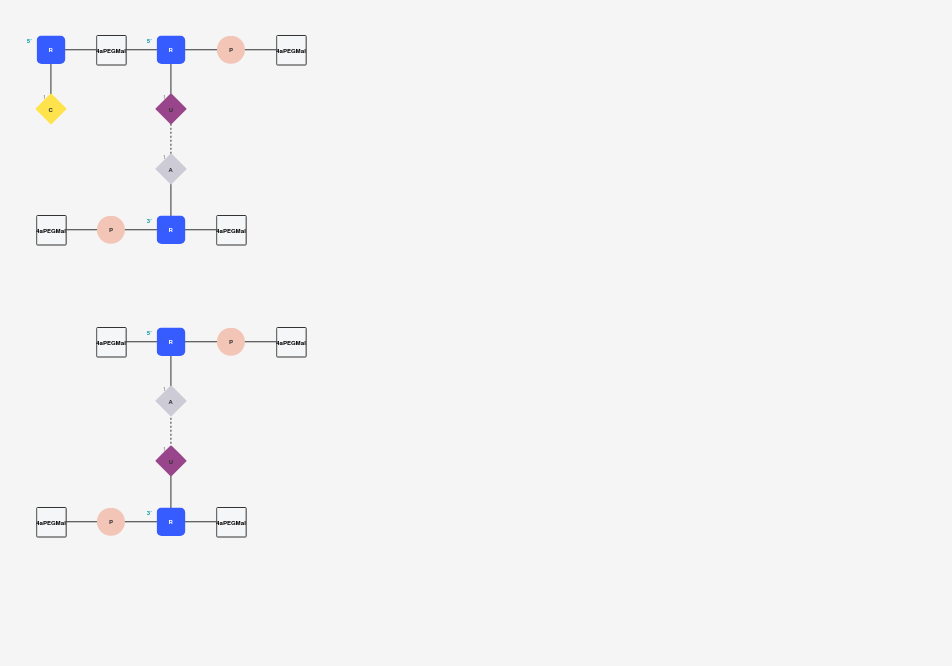 5' R 4aPEGMal 5' R P 4aPEGMal
1 C 1 U
1 A
4aPEGMal P 3' R 4aPEGMal
4aPEGMal 5' R P 4aPEGMal
1 A
1 U
4aPEGMal P 3' R 4aPEGMal